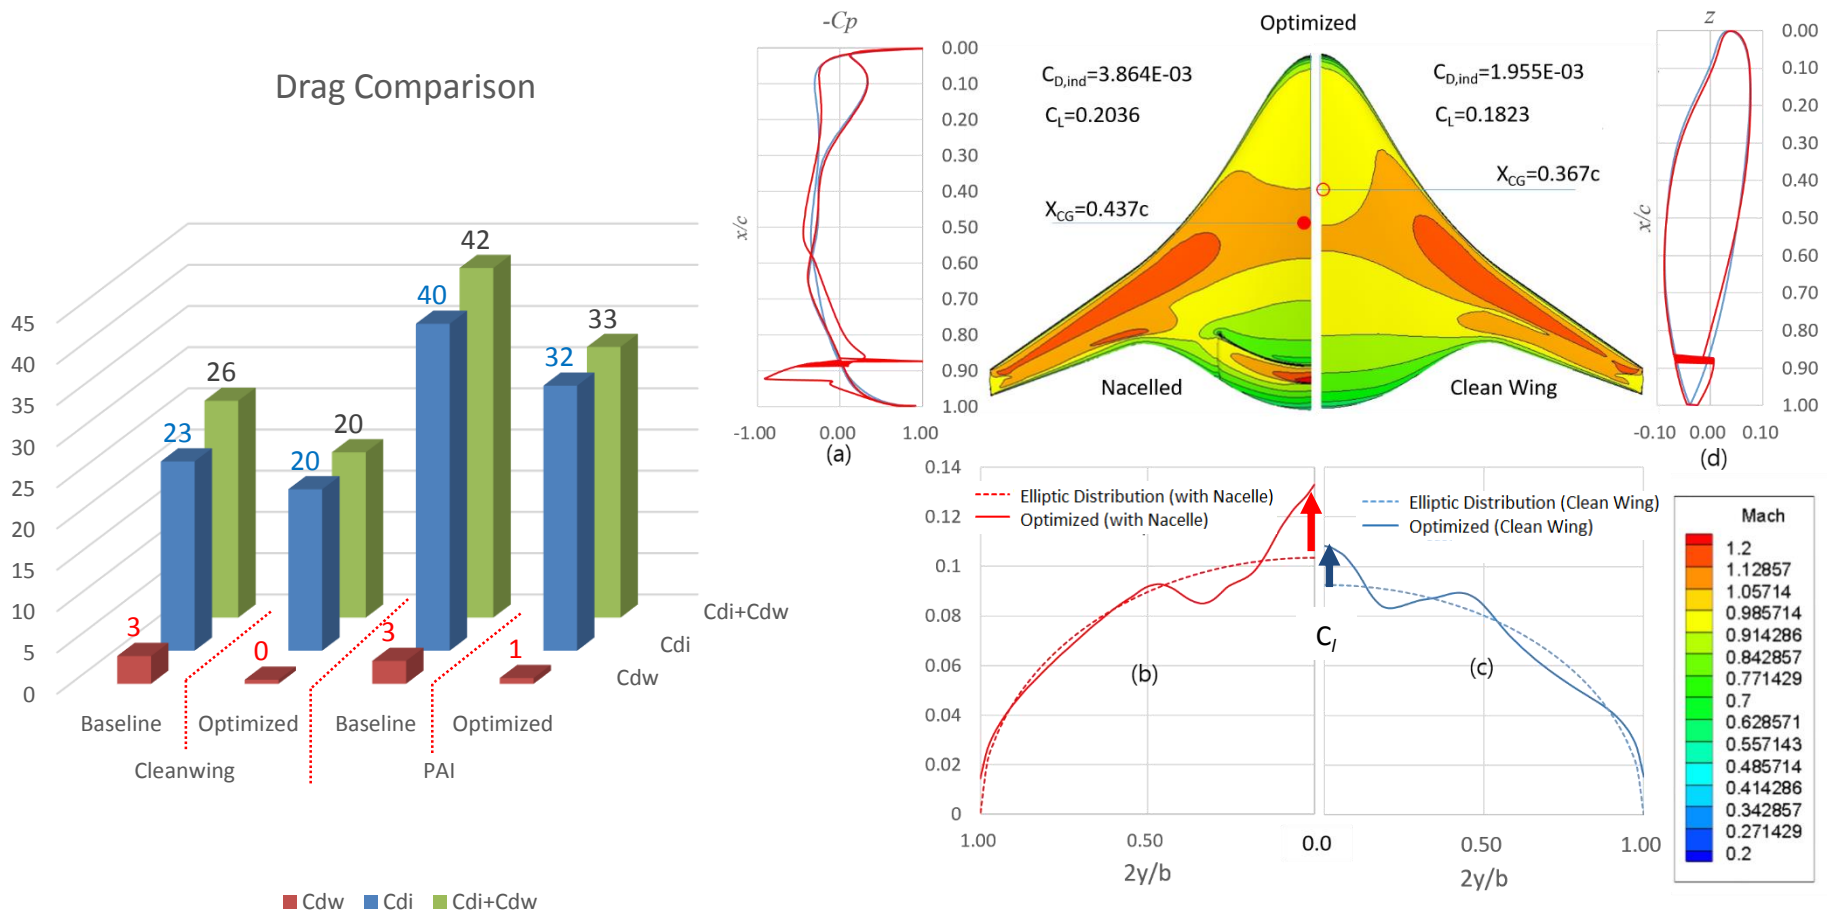 Drag Comparison
45
40
35
30
25
20
15
10
5
0
3
23
26
0
20
20
3
40
42
1
32
33
Cdi+Cdw
Cdi
Cdw
Baseline
Optimized
Baseline
Optimized
Cleanwing
PAI
Cdw
Cdi
Cdi+Cdw
-Cp
x/c
0.00
0.10
0.20
0.30
0.40
0.50
0.60
0.70
0.80
0.90
1.00
-1.00
0.00
1.00
(a)
Optimized
C_D,ind=3.864E-03
C_L=0.2036
X_CG=0.437c
Nacelled
C_D,ind=1.955E-03
C_L=0.1823
X_CG=0.367c
Clean Wing
z
x/c
0.00
0.10
0.20
0.30
0.40
0.50
0.60
0.70
0.80
0.90
1.00
-0.10
0.00
0.10
(d)
0.14
0.12
0.1
0.08
0.06
0.04
0.02
0
Elliptic Distribution (with Nacelle)
Optimized (with Nacelle)
Elliptic Distribution (Clean Wing)
Optimized (Clean Wing)
C_l
(b)
(c)
1.00
0.50
0.0
0.50
1.00
2y/b
2y/b
Mach
1.2
1.12857
1.05714
0.985714
0.914286
0.842857
0.771429
0.7
0.628571
0.557143
0.485714
0.414286
0.342857
0.271429
0.2